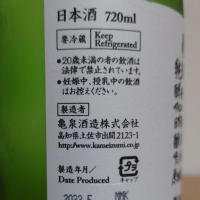 日本酒 720ml
要冷蔵 Keep Refrigerated
•20歳未満の者の飲酒は
法律で禁止されています。
•妊娠中、授乳中の飲酒は
お控えください。
製造者
亀泉酒造株式会社
高知県土佐市出間2123-1
http://www.kameizumi.co.jp
製造年月/
Date Produced
キャップ